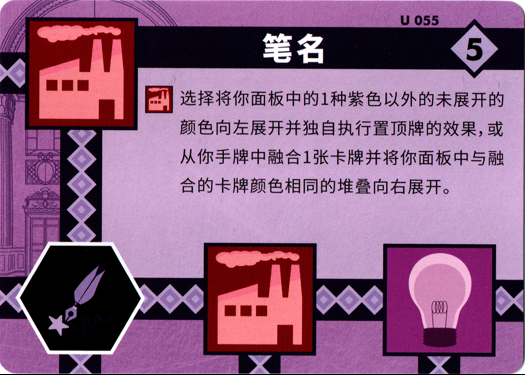 U 055
笔名
5
选择将你面板中的1种紫色以外的未展开的
颜色向左展开并独自执行置顶牌的效果，或
从你手牌中融合1张卡牌并将你面板中与融
合的卡牌颜色相同的堆叠向右展开。